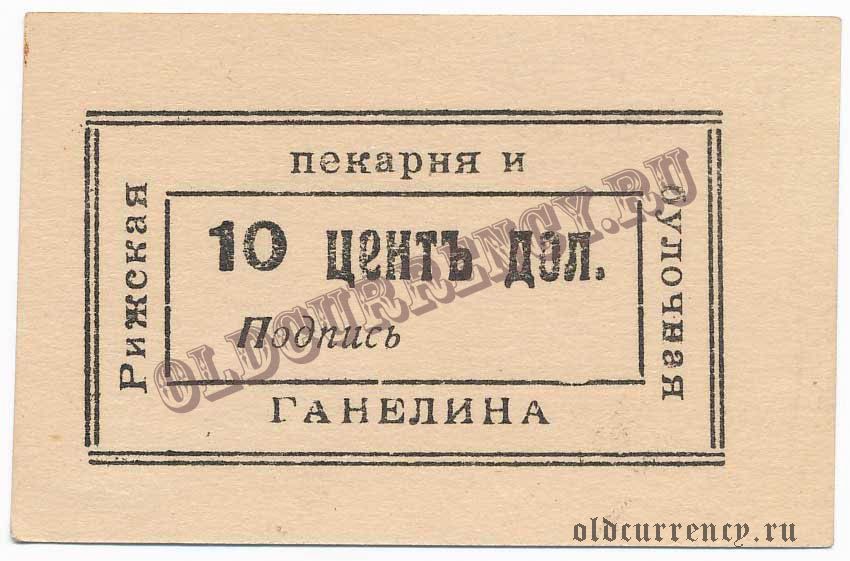 Рижская
пекарня и
булочная
ГАНЕЛИНА
10 центъ дол.
Подпись
OLDCURRENCY.RU
oldcurrency.ru